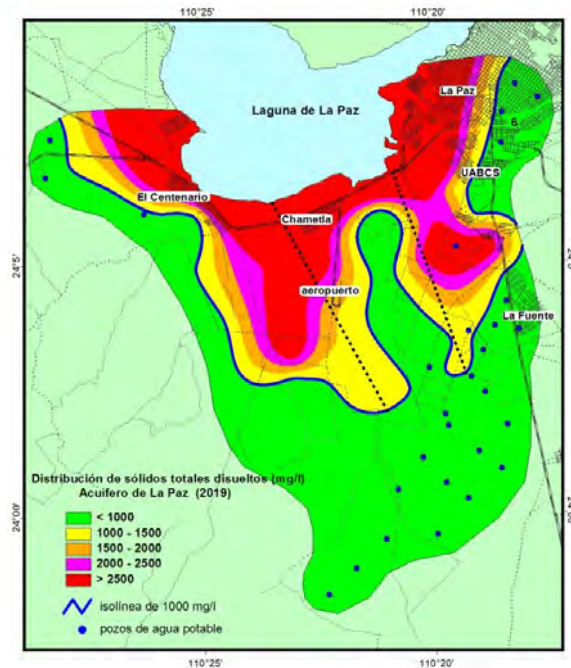 110°25'
110°20'
Laguna de La Paz
La Paz
6
UABCS
El Centenario
Chametla
24°5'
aeropuerto
La Fuente
Distribución de sólidos totales disueltos (mg/l)
Acuífero de La Paz (2019)
< 1000
1000 - 1500
1500 - 2000
2000 - 2500
> 2500
isolínea de 1000 mg/l
pozos de agua potable
24°00'
110°25'
110°20'